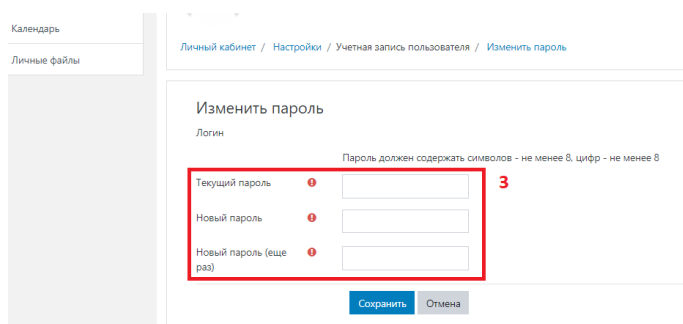 Календарь
Личные файлы
Личный кабинет / Настройки / Учетная запись пользователя / Изменить пароль
Изменить пароль
Логин
Пароль должен содержать символов - не менее 8, цифр - не менее 8
Текущий пароль
3
Новый пароль
Новый пароль (еще
раз)
Сохранить Отмена